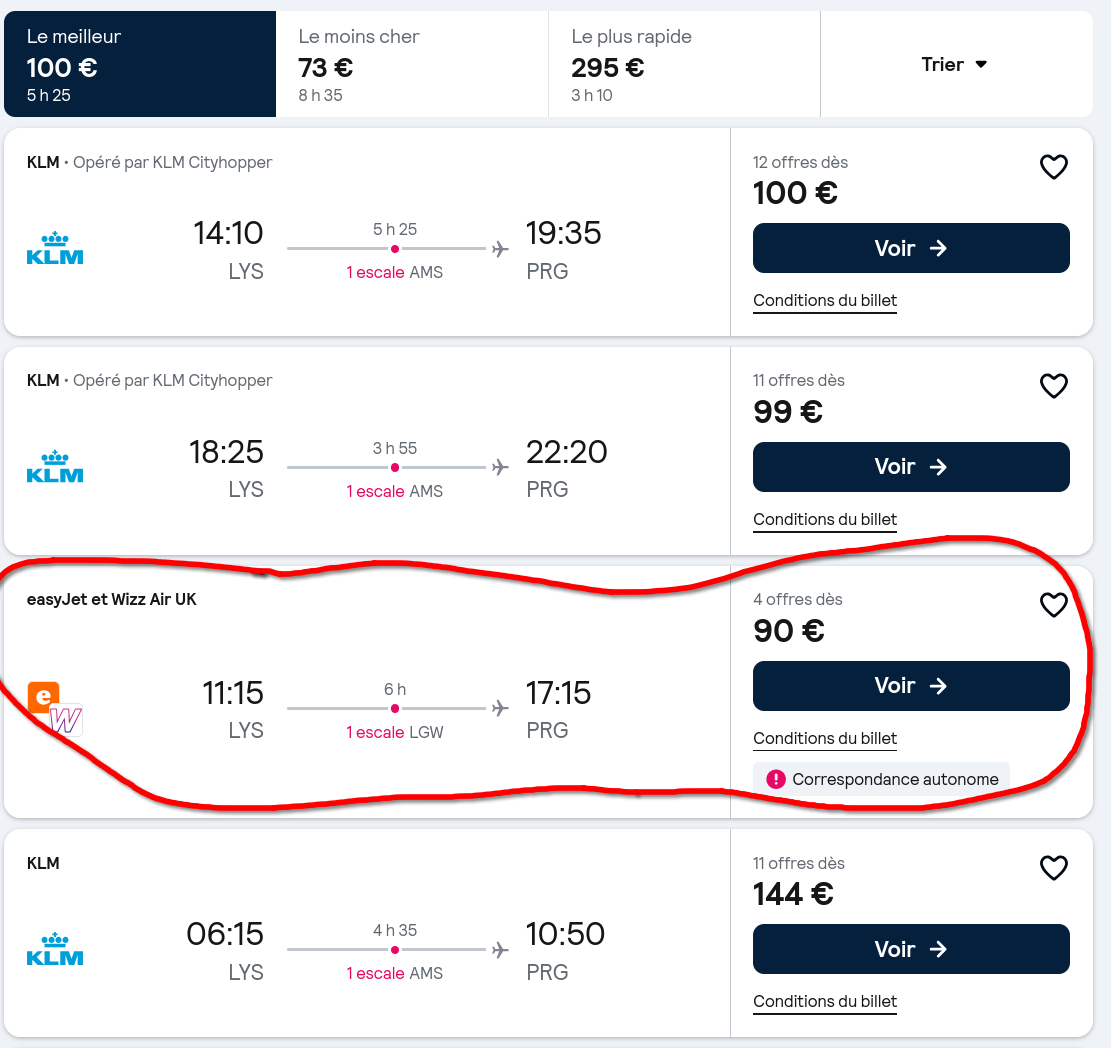 Le meilleur
100 €
5 h 25
Le moins cher
73 €
8 h 35
Le plus rapide
295 €
3 h 10
Trier
KLM • Opéré par KLM Cityhopper
KLM
14:10
LYS
5 h 25
1 escale AMS
19:35
PRG
12 offres dès
100 €
Voir →
Conditions du billet
KLM • Opéré par KLM Cityhopper
KLM
18:25
LYS
3 h 55
1 escale AMS
22:20
PRG
11 offres dès
99 €
Voir →
Conditions du billet
easyJet et Wizz Air UK
e
W
11:15
LYS
6 h
1 escale LGW
17:15
PRG
4 offres dès
90 €
Voir →
Conditions du billet
! Correspondance autonome
KLM
KLM
06:15
LYS
4 h 35
1 escale AMS
10:50
PRG
11 offres dès
144 €
Voir →
Conditions du billet